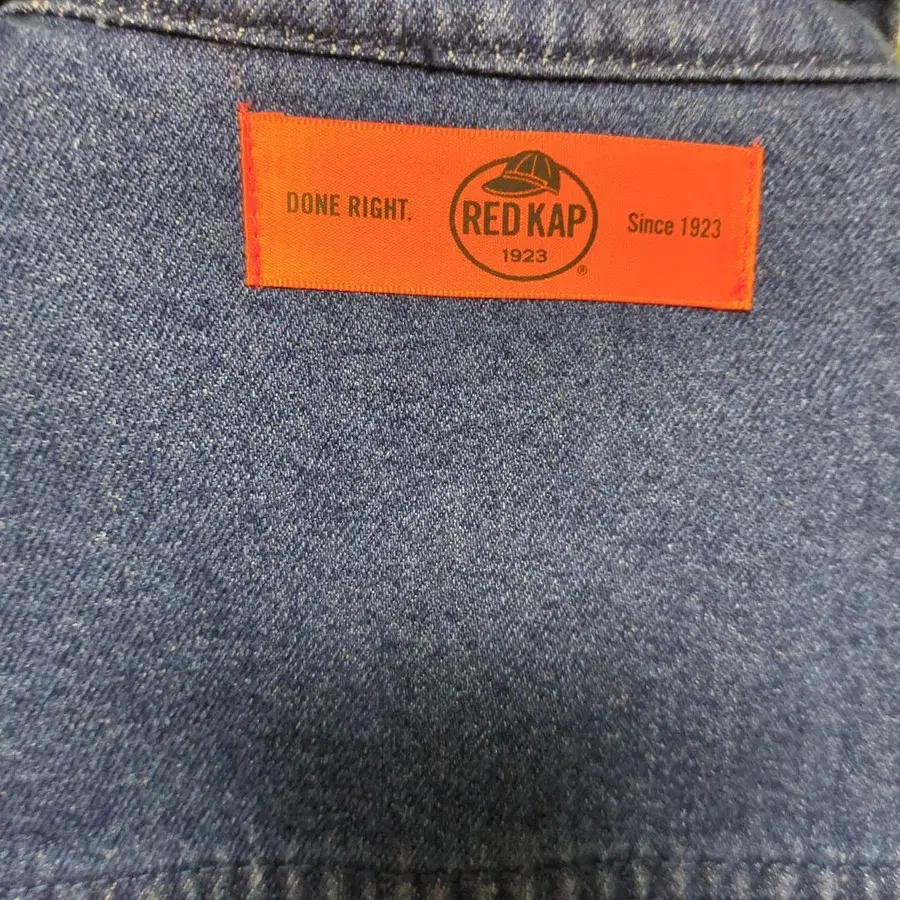 DONE RIGHT.
RED KAP
1923
®
Since 1923